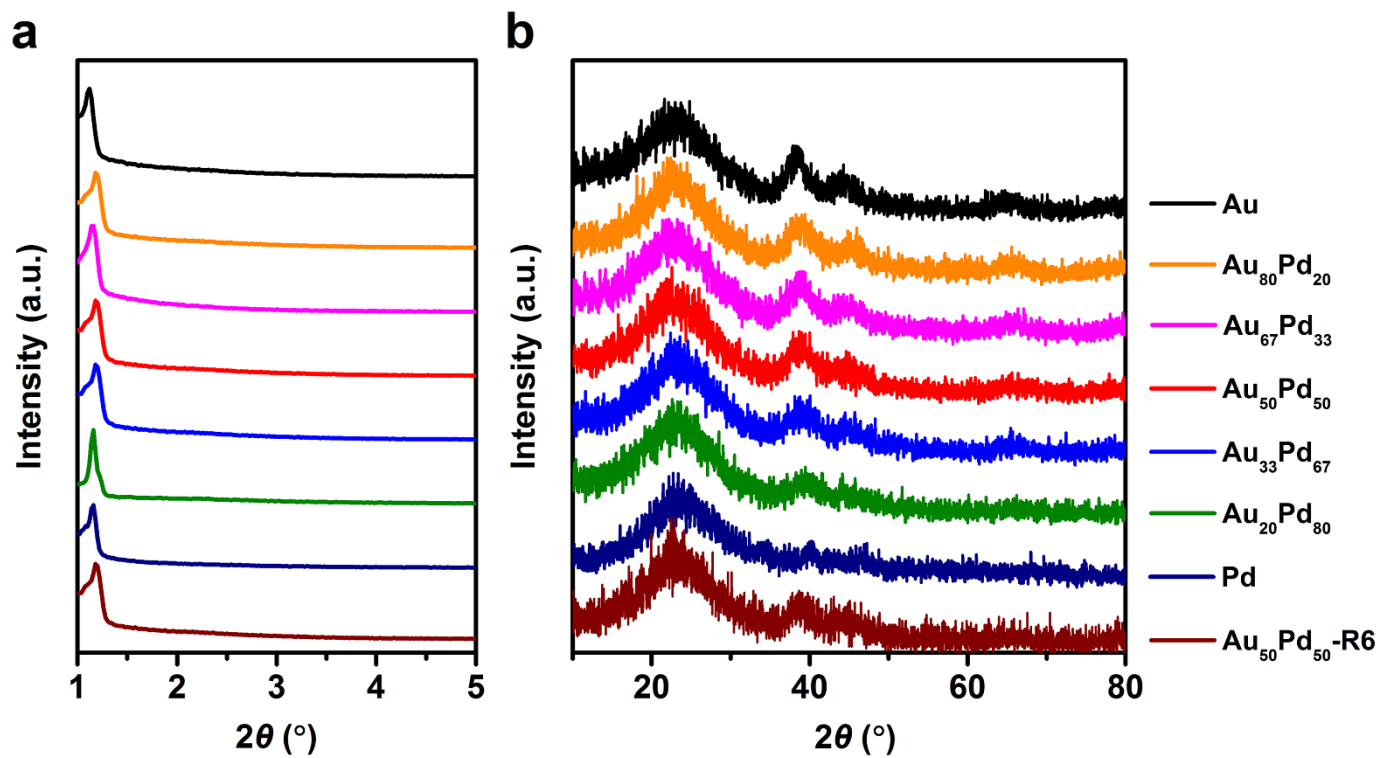 a
Intensity (a.u.)
1 2 3 4 5
2θ (°)
b
Intensity (a.u.)
20 40 60 80
2θ (°)
Au
Au80Pd20
Au67Pd33
Au50Pd50
Au33Pd67
Au20Pd80
Pd
Au50Pd50-R6